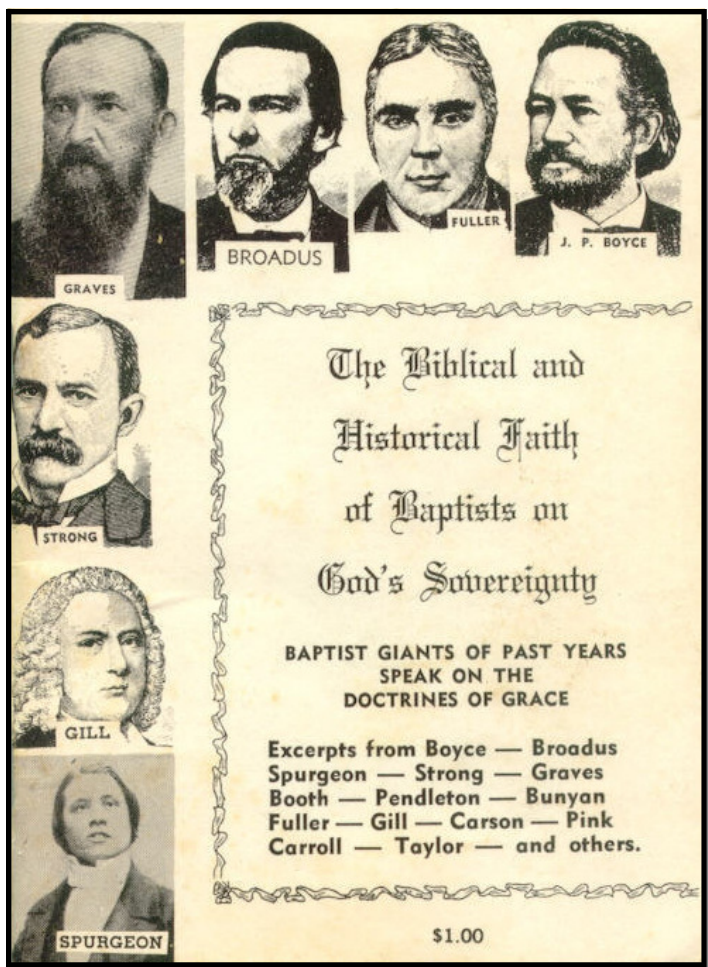 GRAVES
BROADUS
FULLER
J. P. BOYCE
STRONG
GILL
SPURGEON
The Biblical and
Historical Faith
of Baptists on
God's Sovereignty
BAPTIST GIANTS OF PAST YEARS
SPEAK ON THE
DOCTRINES OF GRACE
Excerpts from Boyce — Broadus
Spurgeon — Strong — Graves
Booth — Pendleton — Bunyan
Fuller — Gill — Carson — Pink
Carroll — Taylor — and others.
$1.00